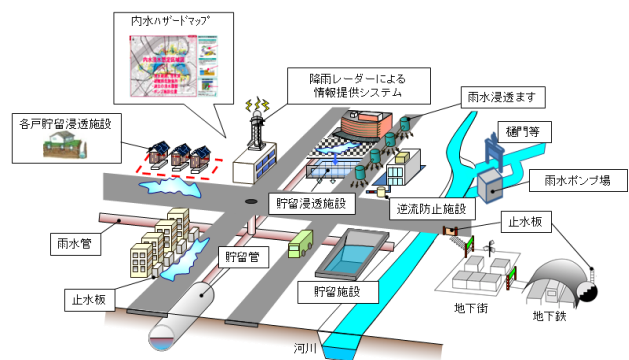 内水ﾊｻﾞｰﾄﾞﾏｯﾌﾟ
降雨レーダーによる
情報提供システム
雨水浸透ます
各戸貯留浸透施設
樋門等
雨水ポンプ場
貯留浸透施設
逆流防止施設
止水板
雨水管
貯留管
止水板
貯留施設
地下街
地下鉄
河川